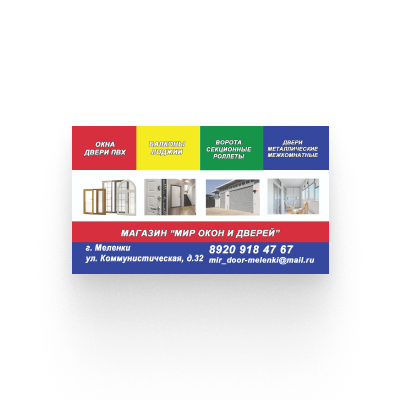 ОКНА
ДВЕРИ ПВХ
БАЛКОНЫ
ЛОДЖИИ
ВОРОТА
СЕКЦИОННЫЕ
РОЛЛЕТЫ
ДВЕРИ
МЕТАЛЛИЧЕСКИЕ
МЕЖКОМНАТНЫЕ
МАГАЗИН "МИР ОКОН И ДВЕРЕЙ"
г. Меленки
ул. Коммунистическая, д.32
8920 918 47 67
mir_door-melenki@mail.ru